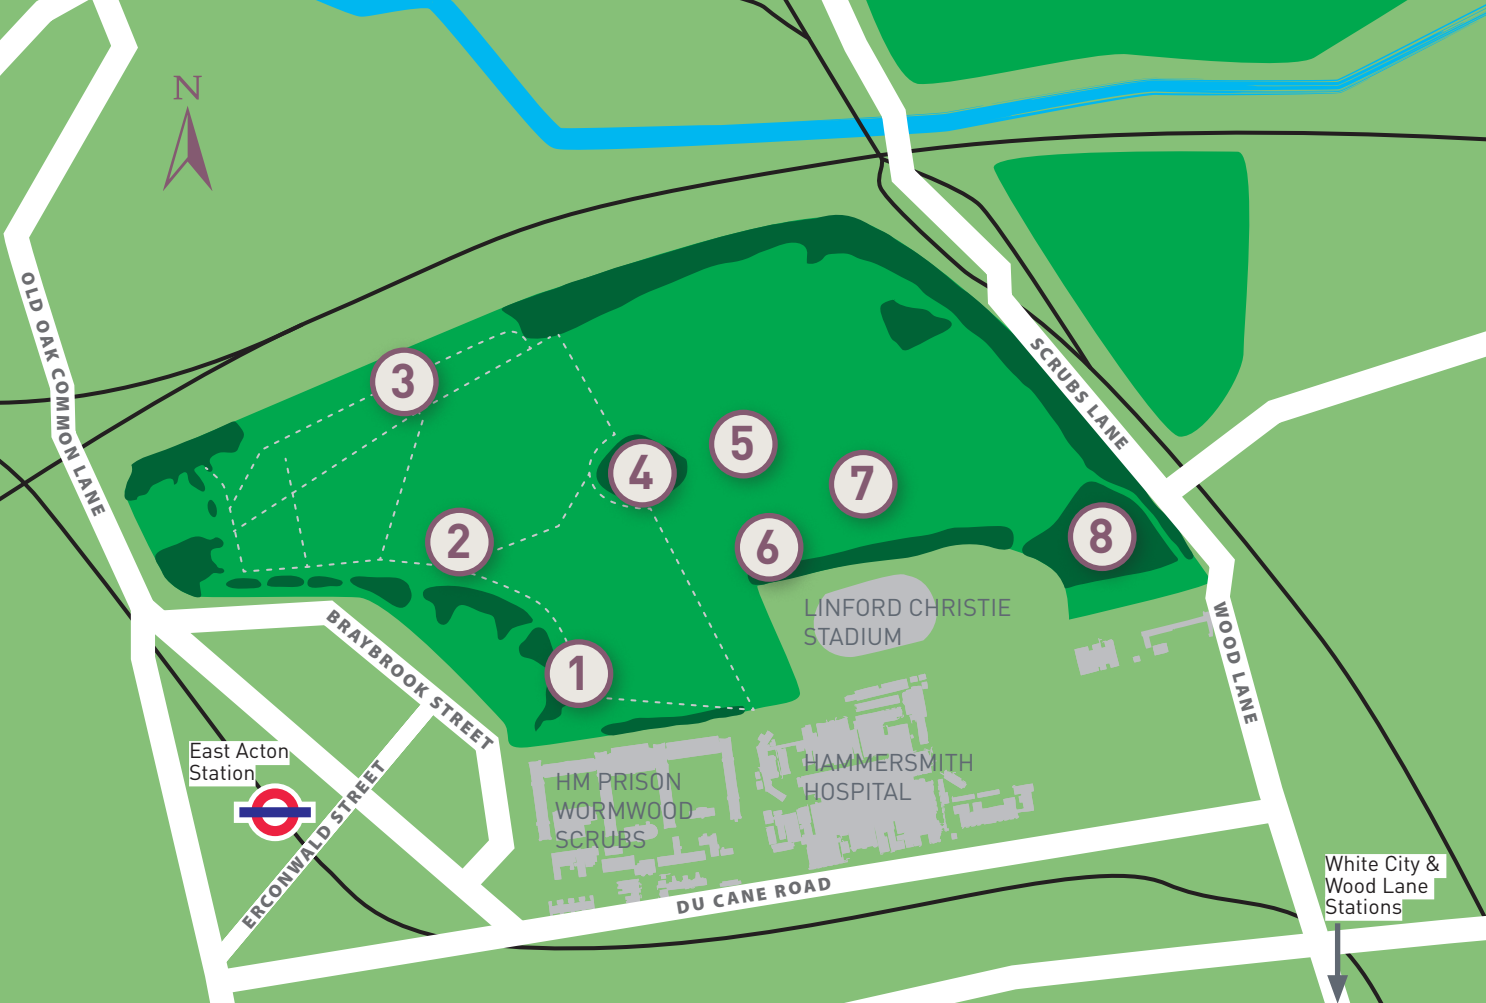 N
OLD OAK COMMON LANE
SCRUBS LANE
3
5
4
7
2
6
8
LINFORD CHRISTIE
STADIUM
WOOD LANE
1
BRAYBROOK STREET
East Acton
Station
ERCONWALD STREET
HM PRISON
WORMWOOD
SCRUBS
HAMMERSMITH
HOSPITAL
DU CANE ROAD
White City &
Wood Lane
Stations